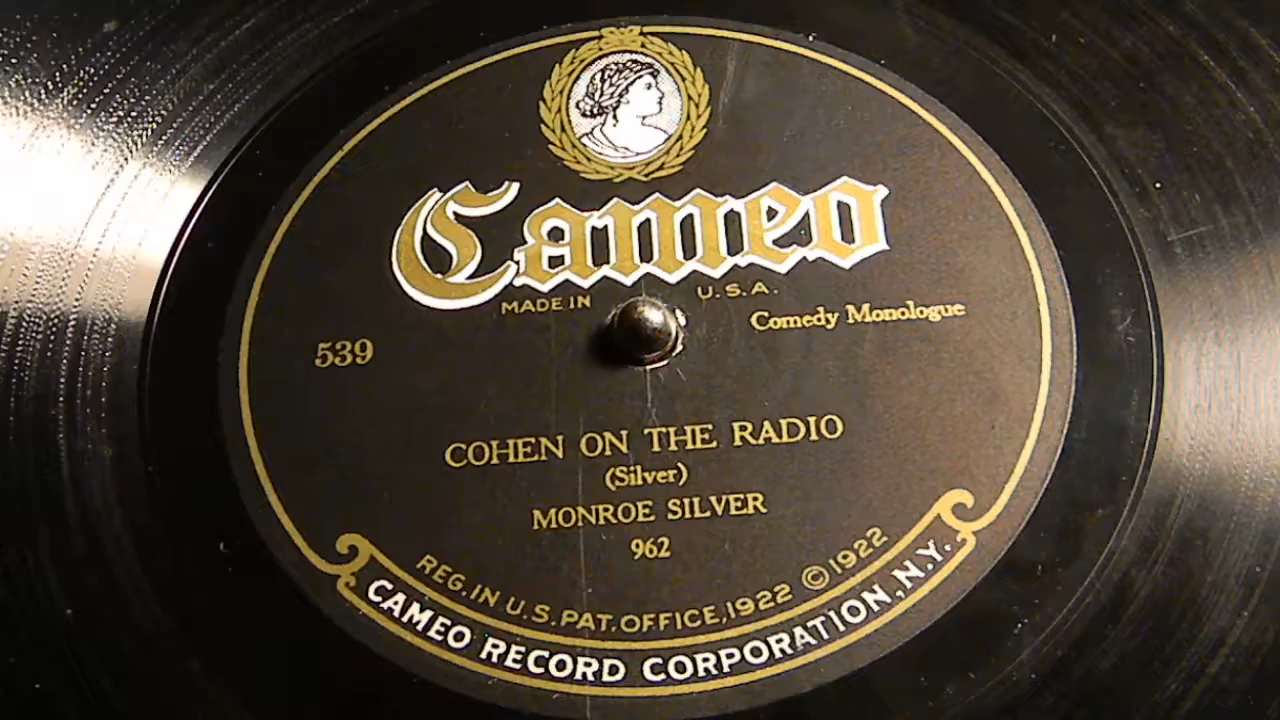 Cameo
MADE IN U.S.A.
Comedy Monologue
539
COHEN ON THE RADIO
(Silver)
MONROE SILVER
962
REG. IN U.S. PAT. OFFICE, 1922 © 1922
CAMEO RECORD CORPORATION, N.Y.